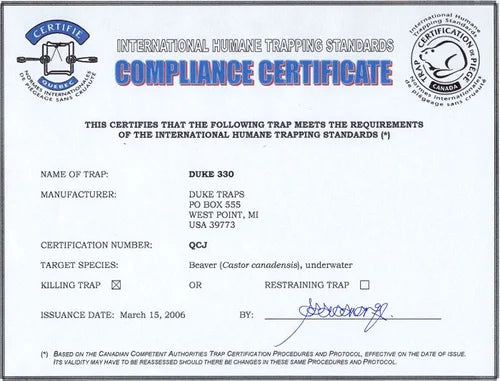 CERTIFIÉ
QUÉBEC
NORMES INTERNATIONALES
DE PIÉGEAGE SANS CRUAUTÉ
INTERNATIONAL HUMANE TRAPPING STANDARDS
COMPLIANCE CERTIFICATE
International Humane
Trapping Standards
TRAP CERTIFICATION DE PIÈGE
CANADA
Normes internationales
de piégeage sans cruauté
THIS CERTIFIES THAT THE FOLLOWING TRAP MEETS THE REQUIREMENTS
OF THE INTERNATIONAL HUMANE TRAPPING STANDARDS (*)
NAME OF TRAP: DUKE 330
MANUFACTURER: DUKE TRAPS
PO BOX 555
WEST POINT, MI
USA 39773
CERTIFICATION NUMBER: QCJ
TARGET SPECIES: Beaver (Castor canadensis), underwater
KILLING TRAP ☒ OR RESTRAINING TRAP ☐
ISSUANCE DATE: March 15, 2006 BY:
(*) BASED ON THE CANADIAN COMPETENT AUTHORITIES TRAP CERTIFICATION PROCEDURES AND PROTOCOL, EFFECTIVE ON THE DATE OF ISSUE.
ITS VALIDITY MAY HAVE TO BE REASSESSED SHOULD THERE BE CHANGES IN THESE SAME PROCEDURES AND PROTOCOL.